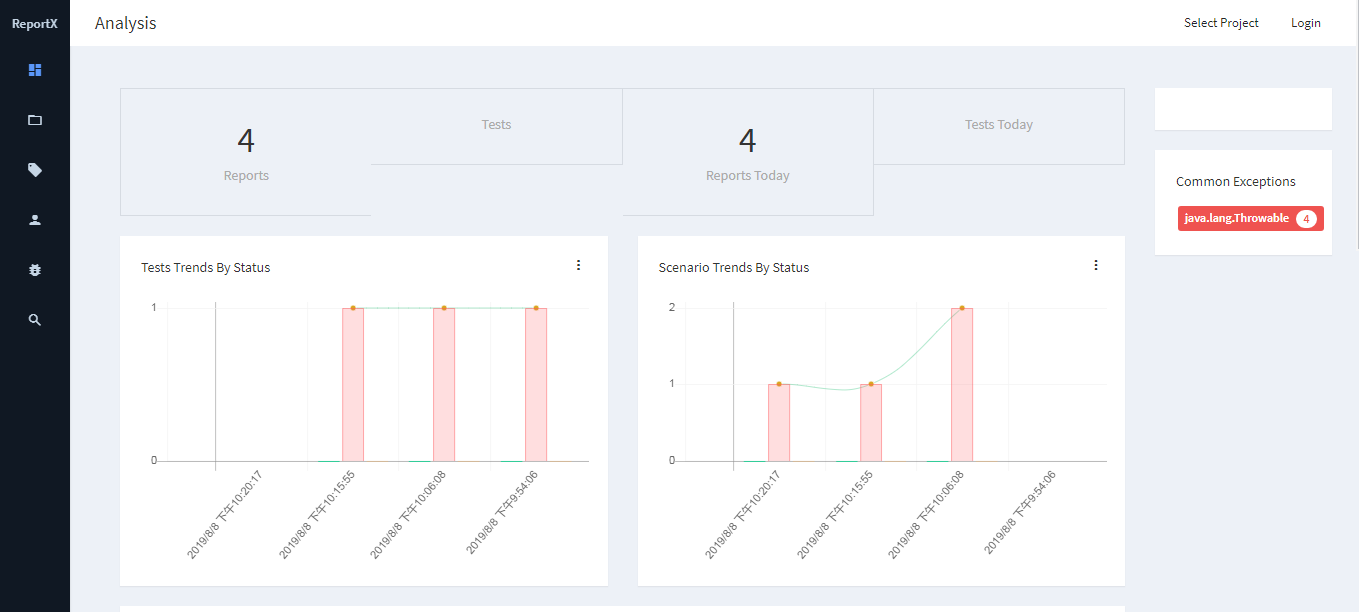 ReportX
Analysis
Select Project
Login
4
Reports
Tests
4
Reports Today
Tests Today
Common Exceptions
java.lang.Throwable 4
Tests Trends By Status
1
0
2019/8/8 下午10:20:17
2019/8/8 下午10:15:55
2019/8/8 下午10:06:08
2019/8/8 下午9:54:06
Scenario Trends By Status
2
1
0
2019/8/8 下午10:20:17
2019/8/8 下午10:15:55
2019/8/8 下午10:06:08
2019/8/8 下午9:54:06